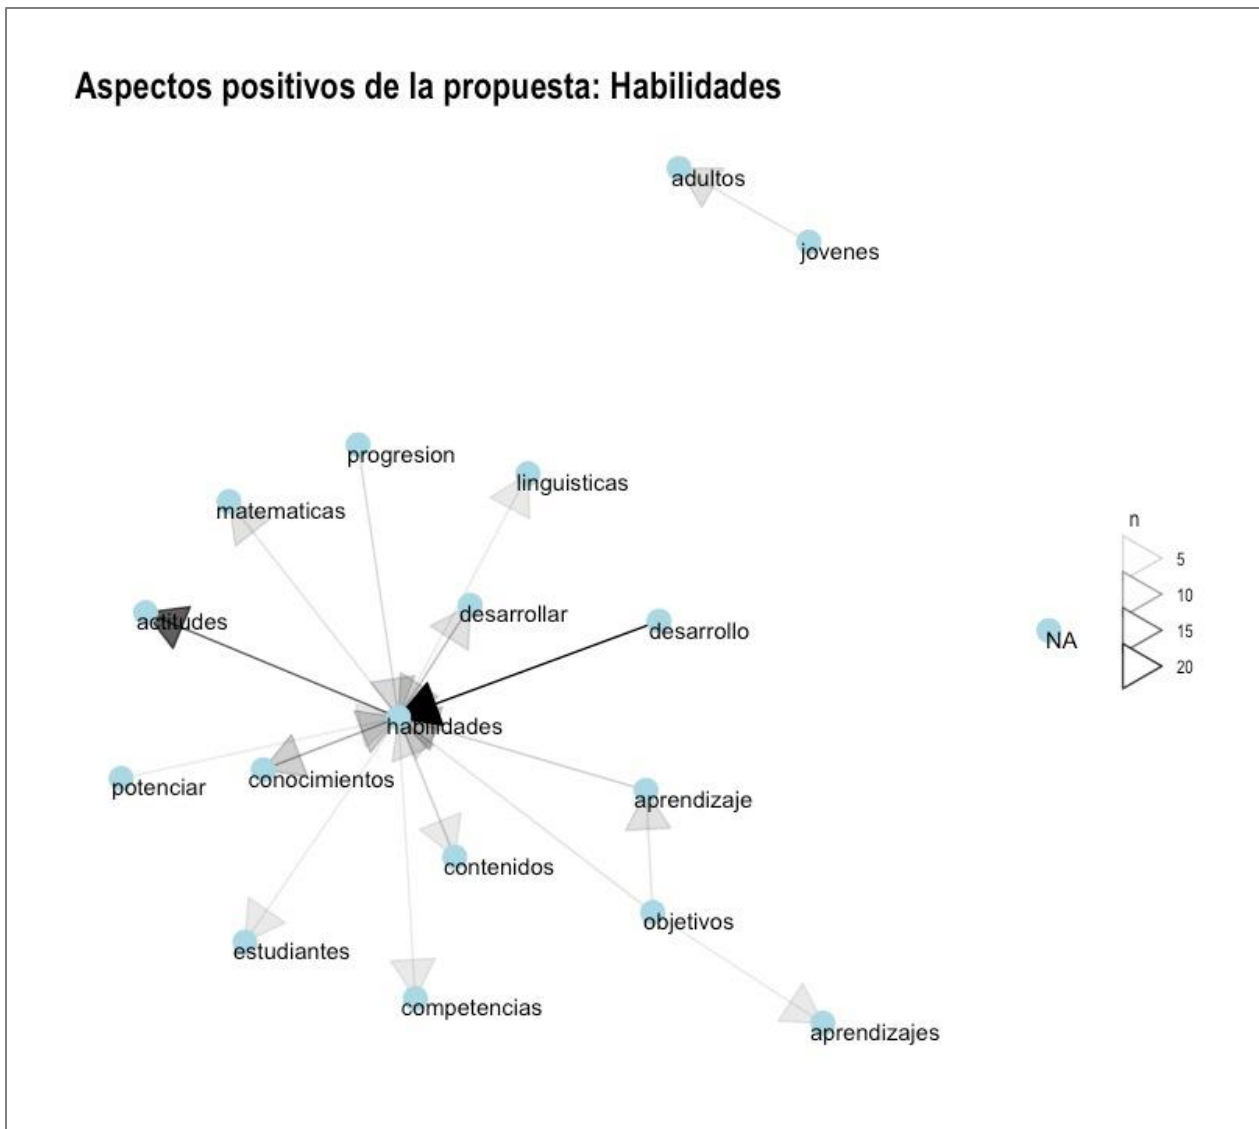 Aspectos positivos de la propuesta: Habilidades
adultos
jovenes
progresion
linguisticas
matematicas
n
5
10
15
20
desarrollar
actitudes
desarrollo
NA
habilidades
conocimientos
potenciar
aprendizaje
contenidos
objetivos
estudiantes
competencias
aprendizajes